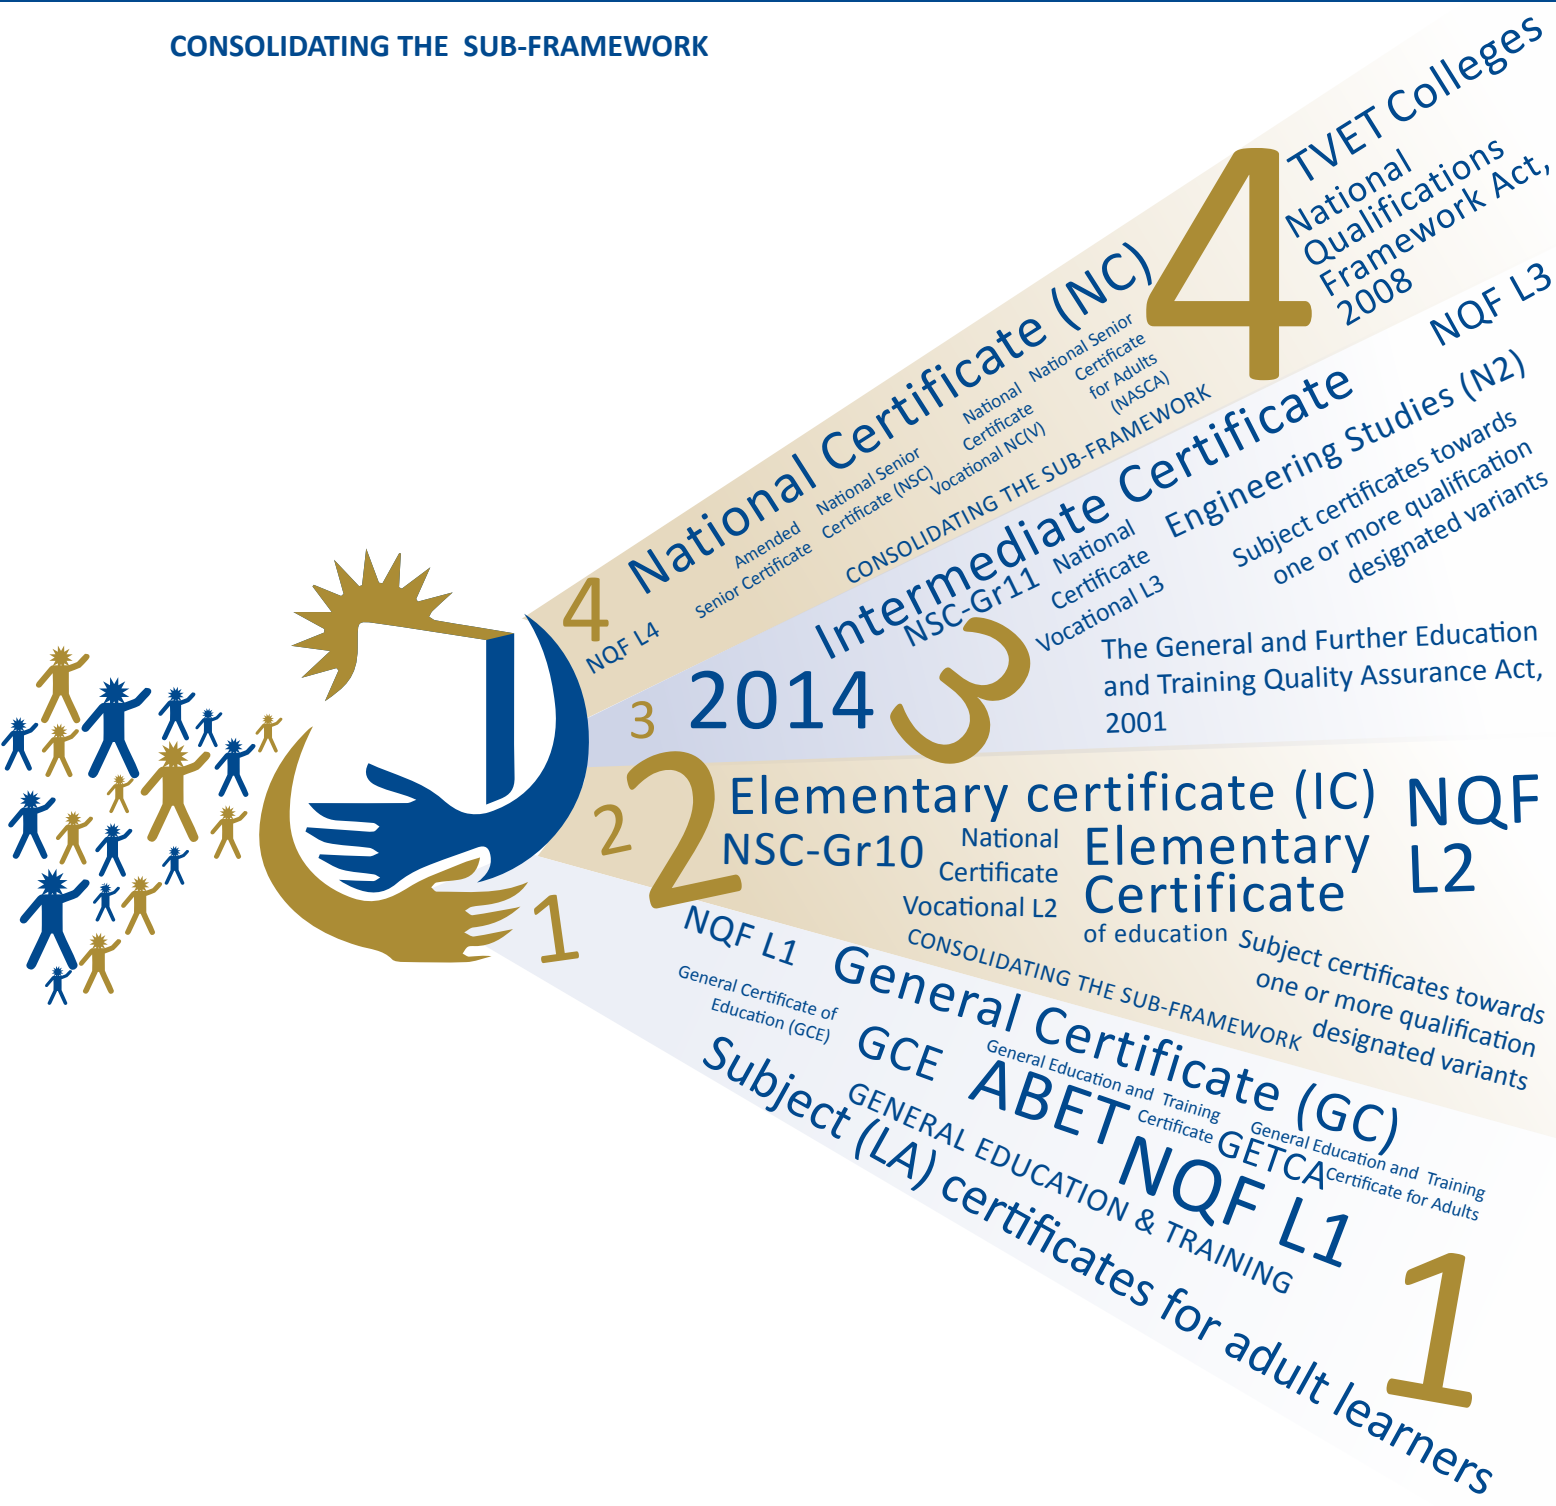 CONSOLIDATING THE SUB-FRAMEWORK
TVET Colleges
National
Qualifications
Framework Act,
2008
4
National Certificate (NC)
4
NQF L4
Amended
Senior Certificate
National Senior
Certificate (NSC)
National
Certificate
Vocational NC(V)
National Senior
Certificate
for Adults
(NASCA)
CONSOLIDATING THE SUB-FRAMEWORK
NQF L3
Intermediate Certificate
NSC-Gr11
National
Certificate
Vocational L3
Engineering Studies (N2)
Subject certificates towards
one or more qualification
designated variants
3
2014
3
The General and Further Education
and Training Quality Assurance Act,
2001
2
2
Elementary certificate (IC)
NSC-Gr10
National
Certificate
Vocational L2
Elementary
Certificate
of education
NQF
L2
Subject certificates towards
one or more qualification
designated variants
CONSOLIDATING THE SUB-FRAMEWORK
1
NQF L1
General Certificate (GC)
General Certificate of
Education (GCE)
GCE
General Education and Training
Certificate
ABET
GETCA
General Education and Training
Certificate for Adults
NQF L1
GENERAL EDUCATION & TRAINING
Subject (LA) certificates for adult learners
1